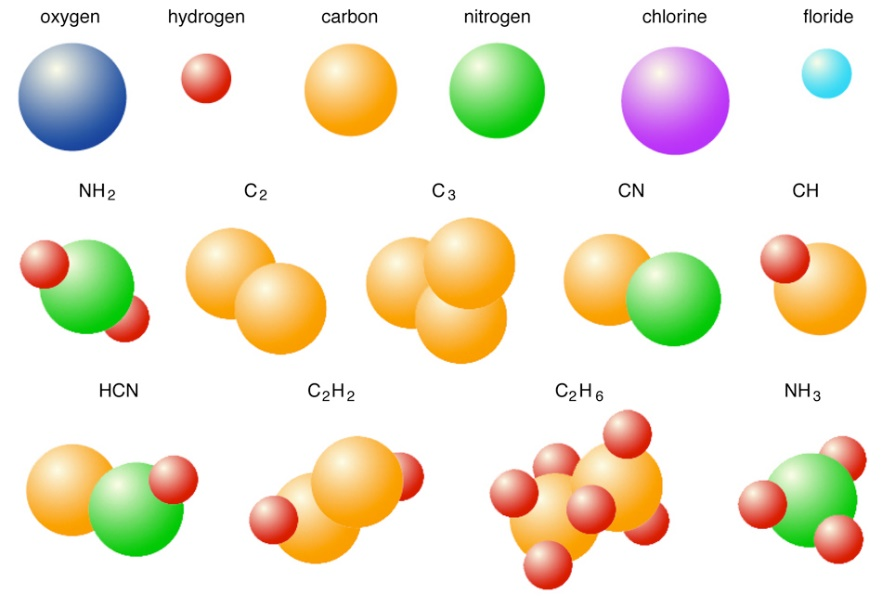 oxygen hydrogen carbon nitrogen chlorine floride
NH₂ C₂ C₃ CN CH
HCN C₂H₂ C₂H₆ NH₃